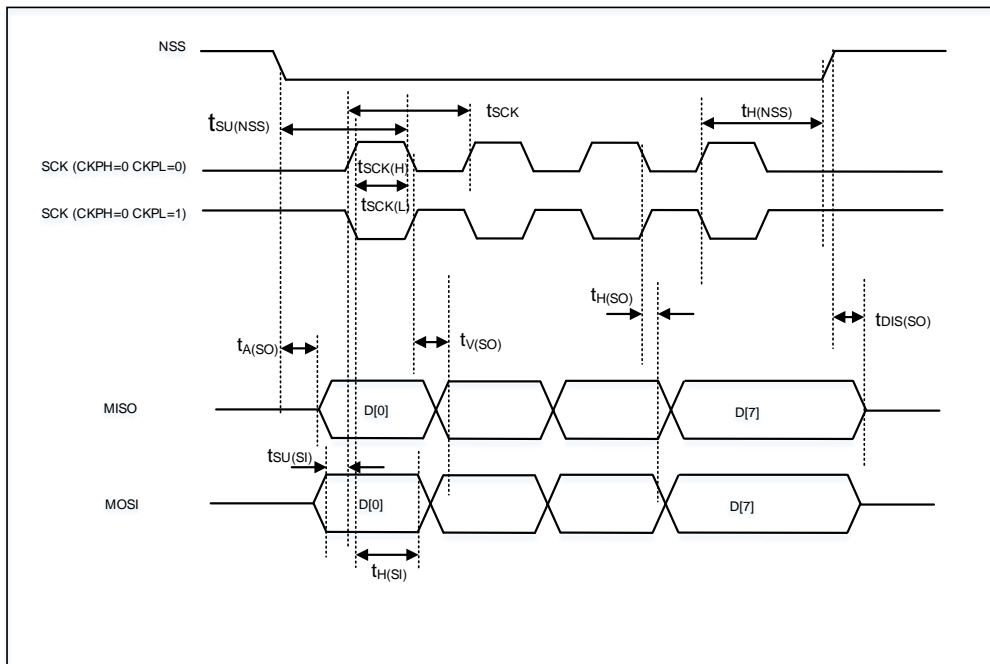 NSS
tSCK
tH(NSS)
tSU(NSS)
SCK (CKPH=0 CKPL=0)
tSCK(H)
tSCK(L)
SCK (CKPH=0 CKPL=1)
tH(SO)
tDIS(SO)
tV(SO)
tA(SO)
MISO
D[0]
D[7]
tSU(SI)
MOSI
D[0]
D[7]
tH(SI)